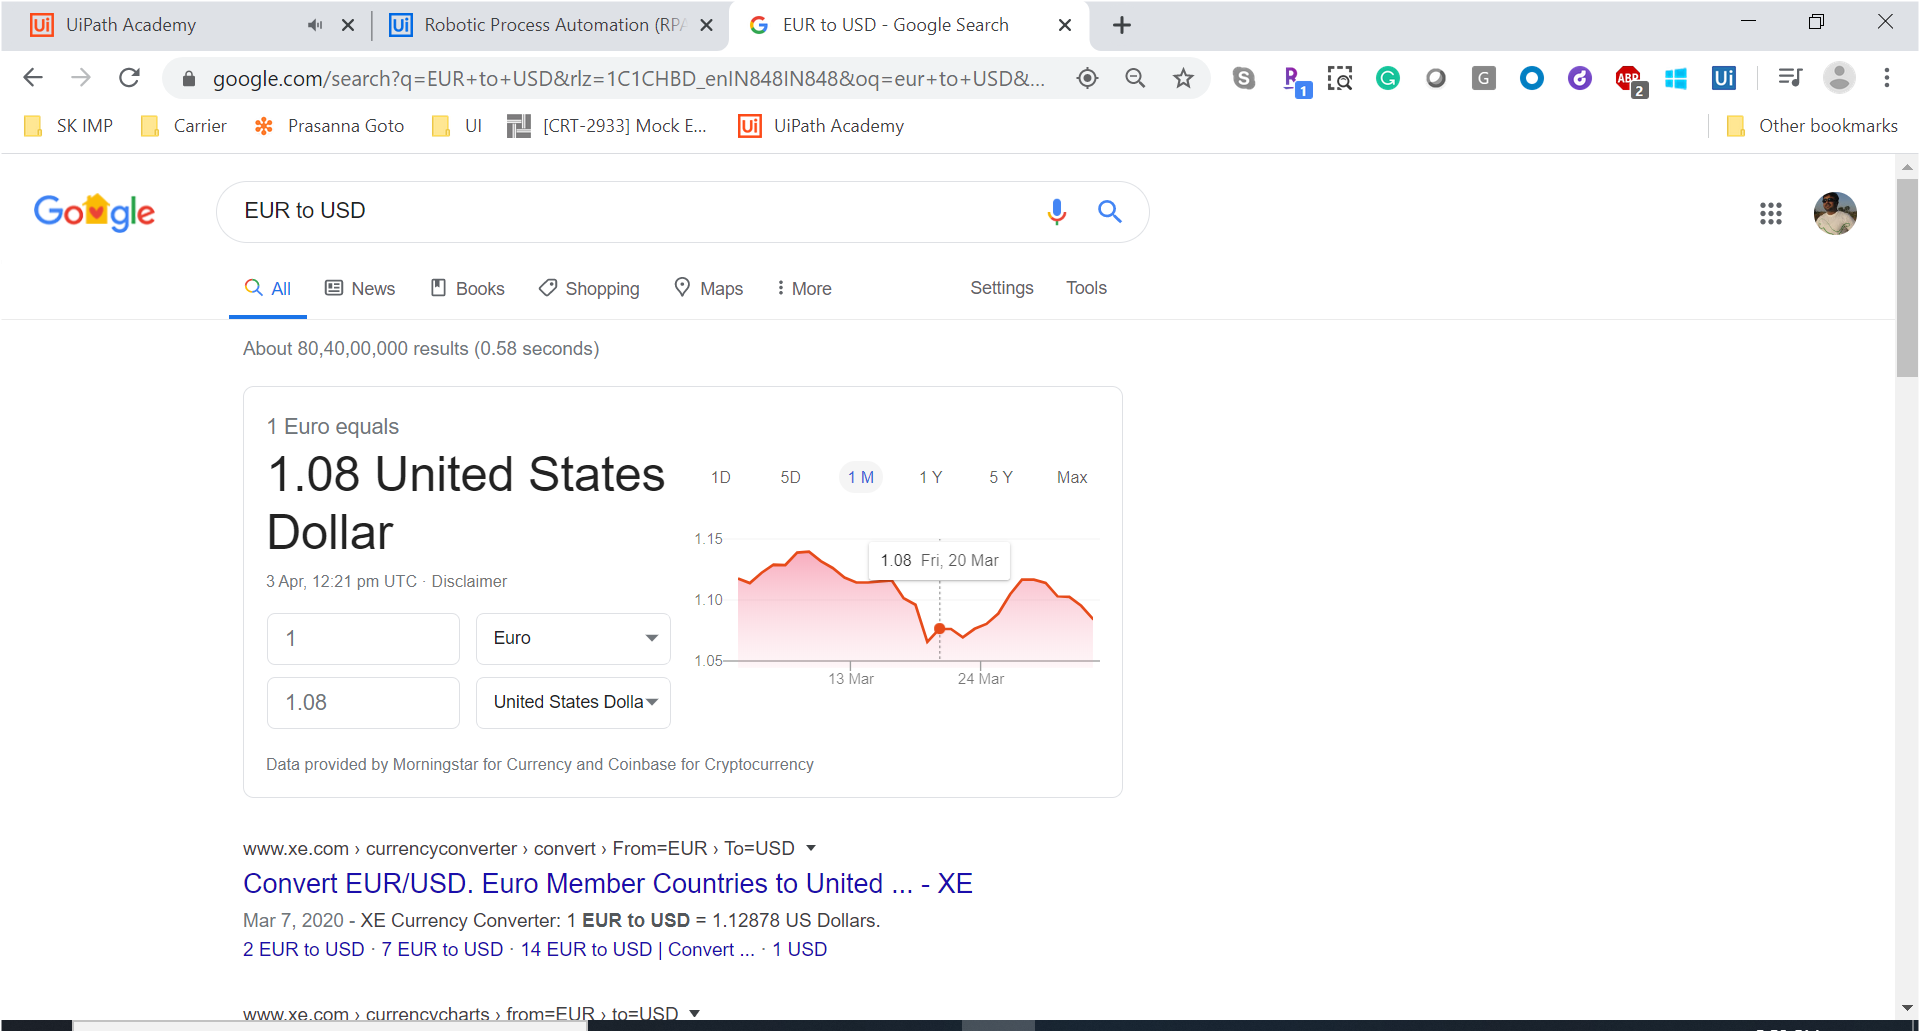 UiPath Academy
Robotic Process Automation (RPA
EUR to USD - Google Search
google.com/search?q=EUR+to+USD&rlz=1C1CHBD_enIN848IN848&oq=eur+to+USD&...
S
1
G
G
ABP
2
Ui
SK IMP
Carrier
Prasanna Goto
UI
[CRT-2933] Mock E...
Ui
UiPath Academy
Other bookmarks
Google
EUR to USD
All
News
Books
Shopping
Maps
More
Settings
Tools
About 80,40,00,000 results (0.58 seconds)
1 Euro equals
1.08 United States
Dollar
3 Apr, 12:21 pm UTC · Disclaimer
1
Euro
1.08
United States Dolla
1D
5D
1 M
1 Y
5 Y
Max
1.15
1.08 Fri, 20 Mar
1.10
1.05
13 Mar
24 Mar
Data provided by Morningstar for Currency and Coinbase for Cryptocurrency
www.xe.com › currencyconverter › convert › From=EUR › To=USD
Convert EUR/USD. Euro Member Countries to United ... - XE
Mar 7, 2020 - XE Currency Converter: 1 EUR to USD = 1.12878 US Dollars.
2 EUR to USD · 7 EUR to USD · 14 EUR to USD | Convert ... · 1 USD
www.xe.com › currencycharts › from=EUR › to=USD